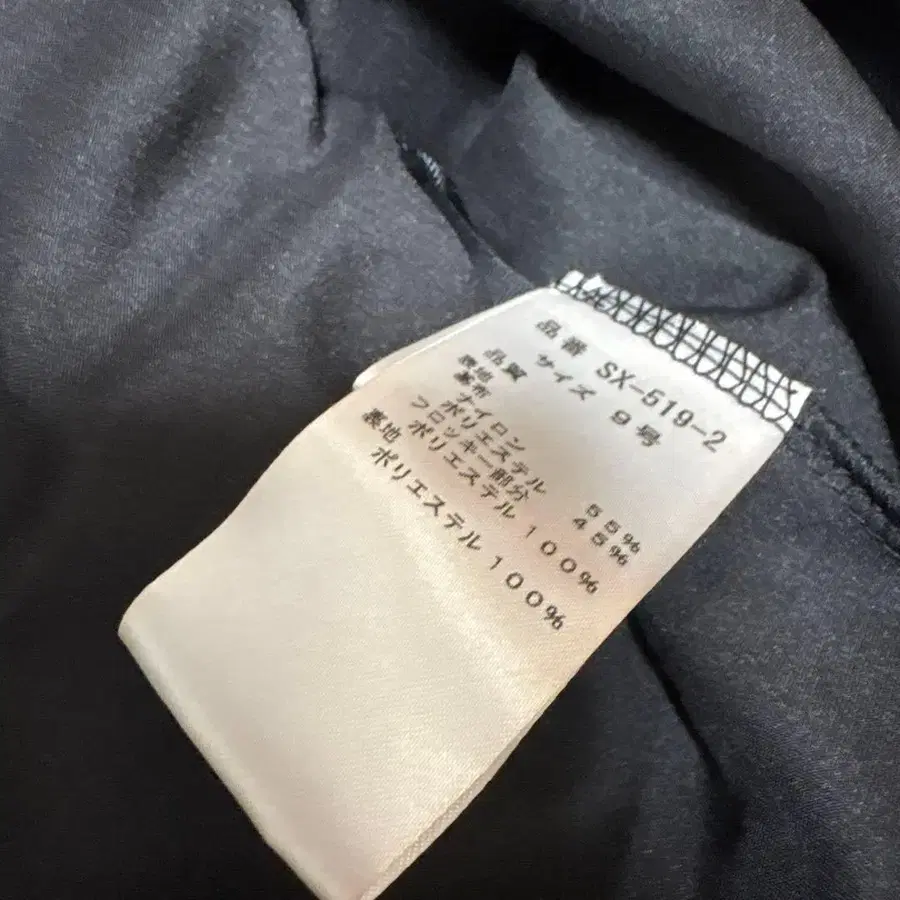 品番 SX-519-2
サイズ 9号
品質
表地
基布
ナイロン 55%
ポリエステル 45%
フロッキー部分
ポリエステル 100%
裏地
ポリエステル 100%